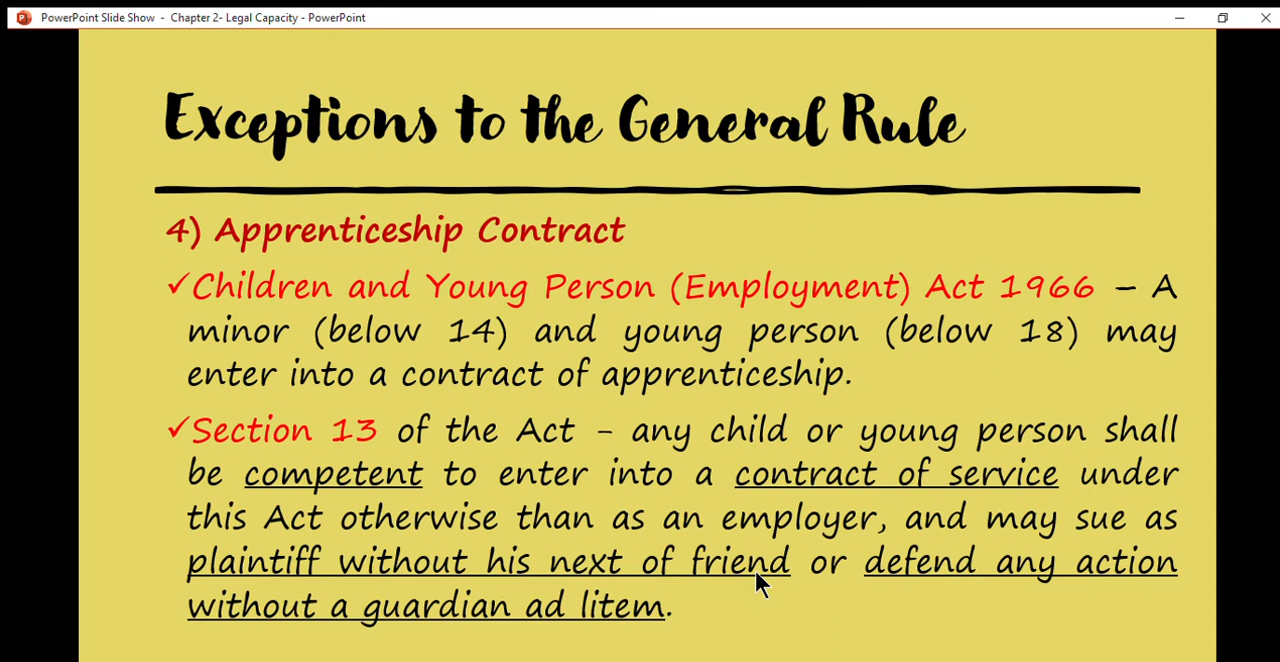 PowerPoint Slide Show - Chapter 2- Legal Capacity - PowerPoint
Exceptions to the General Rule
4) Apprenticeship Contract
✓Children and Young Person (Employment) Act 1966 – A
minor (below 14) and young person (below 18) may
enter into a contract of apprenticeship.
✓Section 13 of the Act - any child or young person shall
be competent to enter into a contract of service under
this Act otherwise than as an employer, and may sue as
plaintiff without his next of friend or defend any action
without a guardian ad litem.